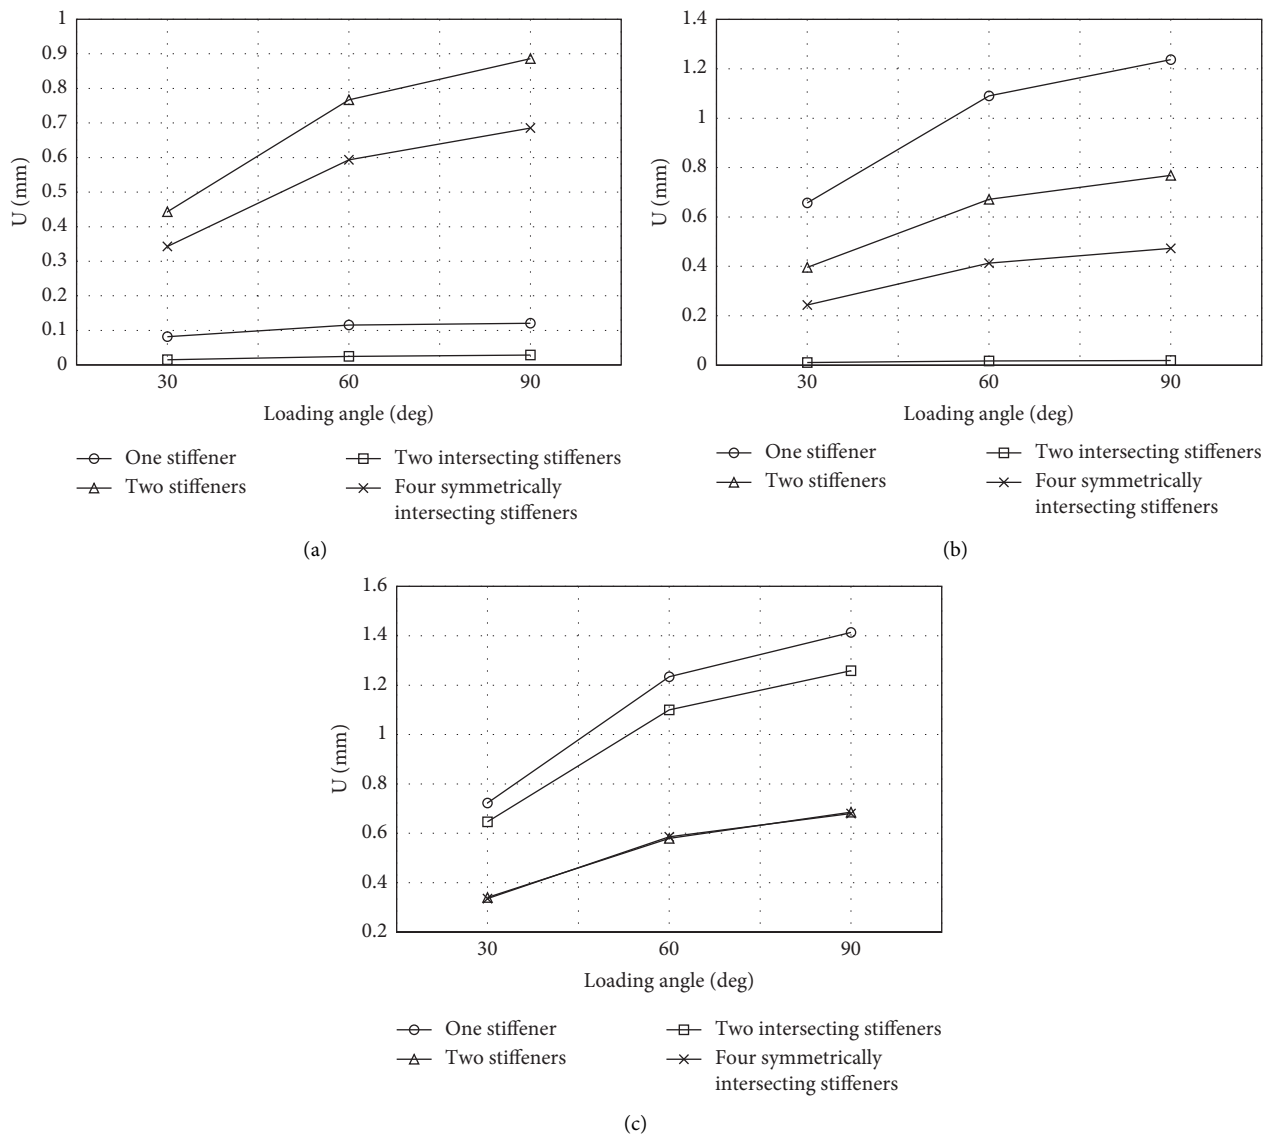 1
0.9
0.8
0.7
0.6
0.5
0.4
0.3
0.2
0.1
0
U (mm)
30 60 90
Loading angle (deg)
One stiffener
Two stiffeners
Two intersecting stiffeners
Four symmetrically
intersecting stiffeners
(a)
1.4
1.2
1
0.8
0.6
0.4
0.2
0
U (mm)
30 60 90
Loading angle (deg)
One stiffener
Two stiffeners
Two intersecting stiffeners
Four symmetrically
intersecting stiffeners
(b)
1.6
1.4
1.2
1
0.8
0.6
0.4
0.2
U (mm)
30 60 90
Loading angle (deg)
One stiffener
Two stiffeners
Two intersecting stiffeners
Four symmetrically
intersecting stiffeners
(c)